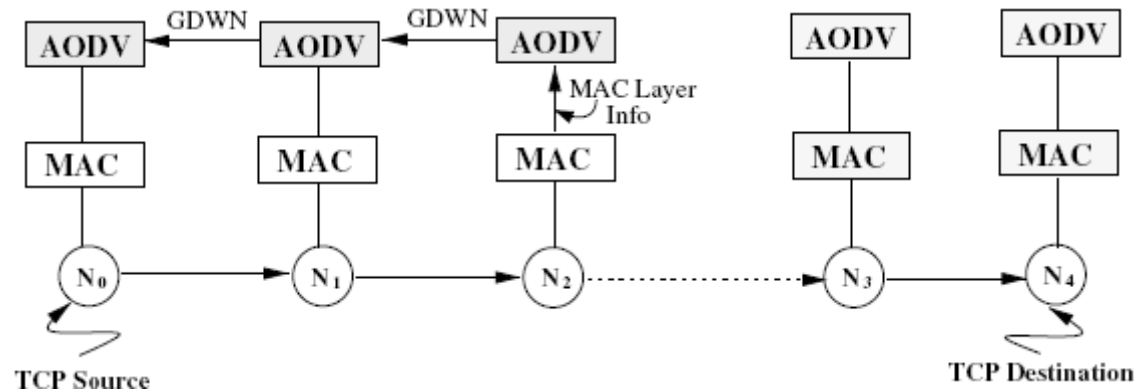 GDWN
GDWN
AODV
AODV
AODV
AODV
AODV
MAC Layer
Info
MAC
MAC
MAC
MAC
MAC
N0
N1
N2
N3
N4
TCP Source
TCP Destination